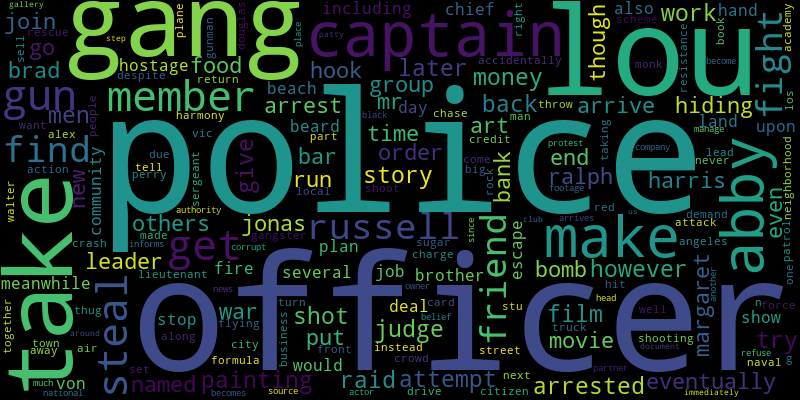 gallery
join
rescue
sell
go
brad
gang
plane
hostage
food
despite
return
gunman
step
douglas
place
including
captain
patty
hook
later
chief
also
work
hand
right
book
accidentally
lou
though
resistance
scheme
monk
become
fight
academy
gun
men
member
beach
group
money
back
arrive
hiding
throw
los
people
want
alex
harmony
arrest
mr
day
black
chase
man
land
upon
find
action
vic
beard
part
time
art
credit
rock
come
big
taking
protest
company
manage
never
lead
community
new
due
tell
perry
sergeant
give
bar
local
order
bank
end
ralph
harris
footage
even
patrol
neighborhood
police
walter
take
made
authority
run
shoot
story
escape
abby
one
others
jonas
russell
since
club
arrives
us
red
attack
demand
leader
crash
informs
get
gangster
plan
sugar
charge
friend
make
angeles
margaret
another
meanwhile
lieutenant
corrupt
fire
several
job
brother
bomb
however
thug
news
owner
turn
deal
card
belief
stu
hit
head
well
n
force
together
steal
stop
war
shot
film
truck
show
around
flying
along
business
put
instead
judge
movie
shooting
document
try
town
air
city
would
front
crowd
street
refuse
naval
g
away
von
set
formula
raid
attempt
next
partner
eventually
much
national
named
becomes
painting
source
actor
drive
citizen
arrested
immediately
officer